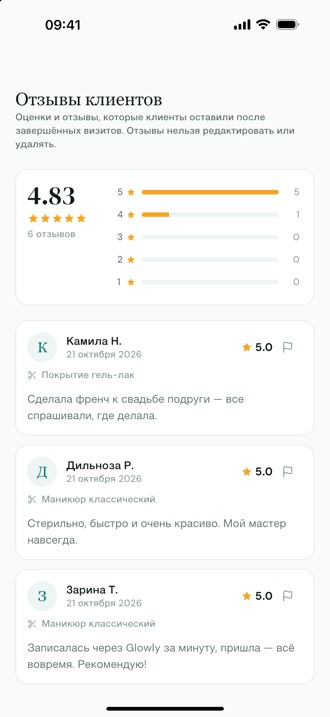 09:41
Отзывы клиентов
Оценки и отзывы, которые клиенты оставили после
завершённых визитов. Отзывы нельзя редактировать или
удалять.
4.83
6 отзывов
5 5
4 1
3 0
2 0
1 0
К
Камила Н.
21 октября 2026
5.0
Покрытие гель-лак
Сделала френч к свадьбе подруги — все
спрашивали, где делала.
Д
Дильноза Р.
21 октября 2026
5.0
Маникюр классический
Стерильно, быстро и очень красиво. Мой мастер
навсегда.
З
Зарина Т.
21 октября 2026
5.0
Маникюр классический
Записалась через Glowly за минуту, пришла — всё
вовремя. Рекомендую!